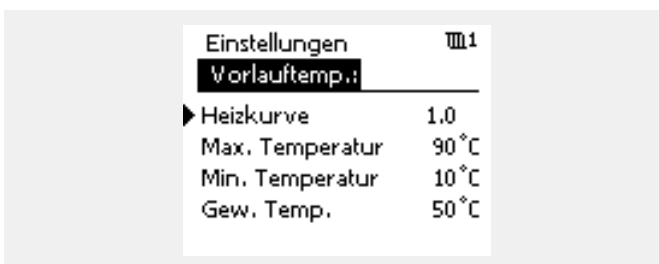 Einstellungen 1
Vorlauftemp.:
Heizkurve 1.0
Max. Temperatur 90°C
Min. Temperatur 10°C
Gew. Temp. 50°C